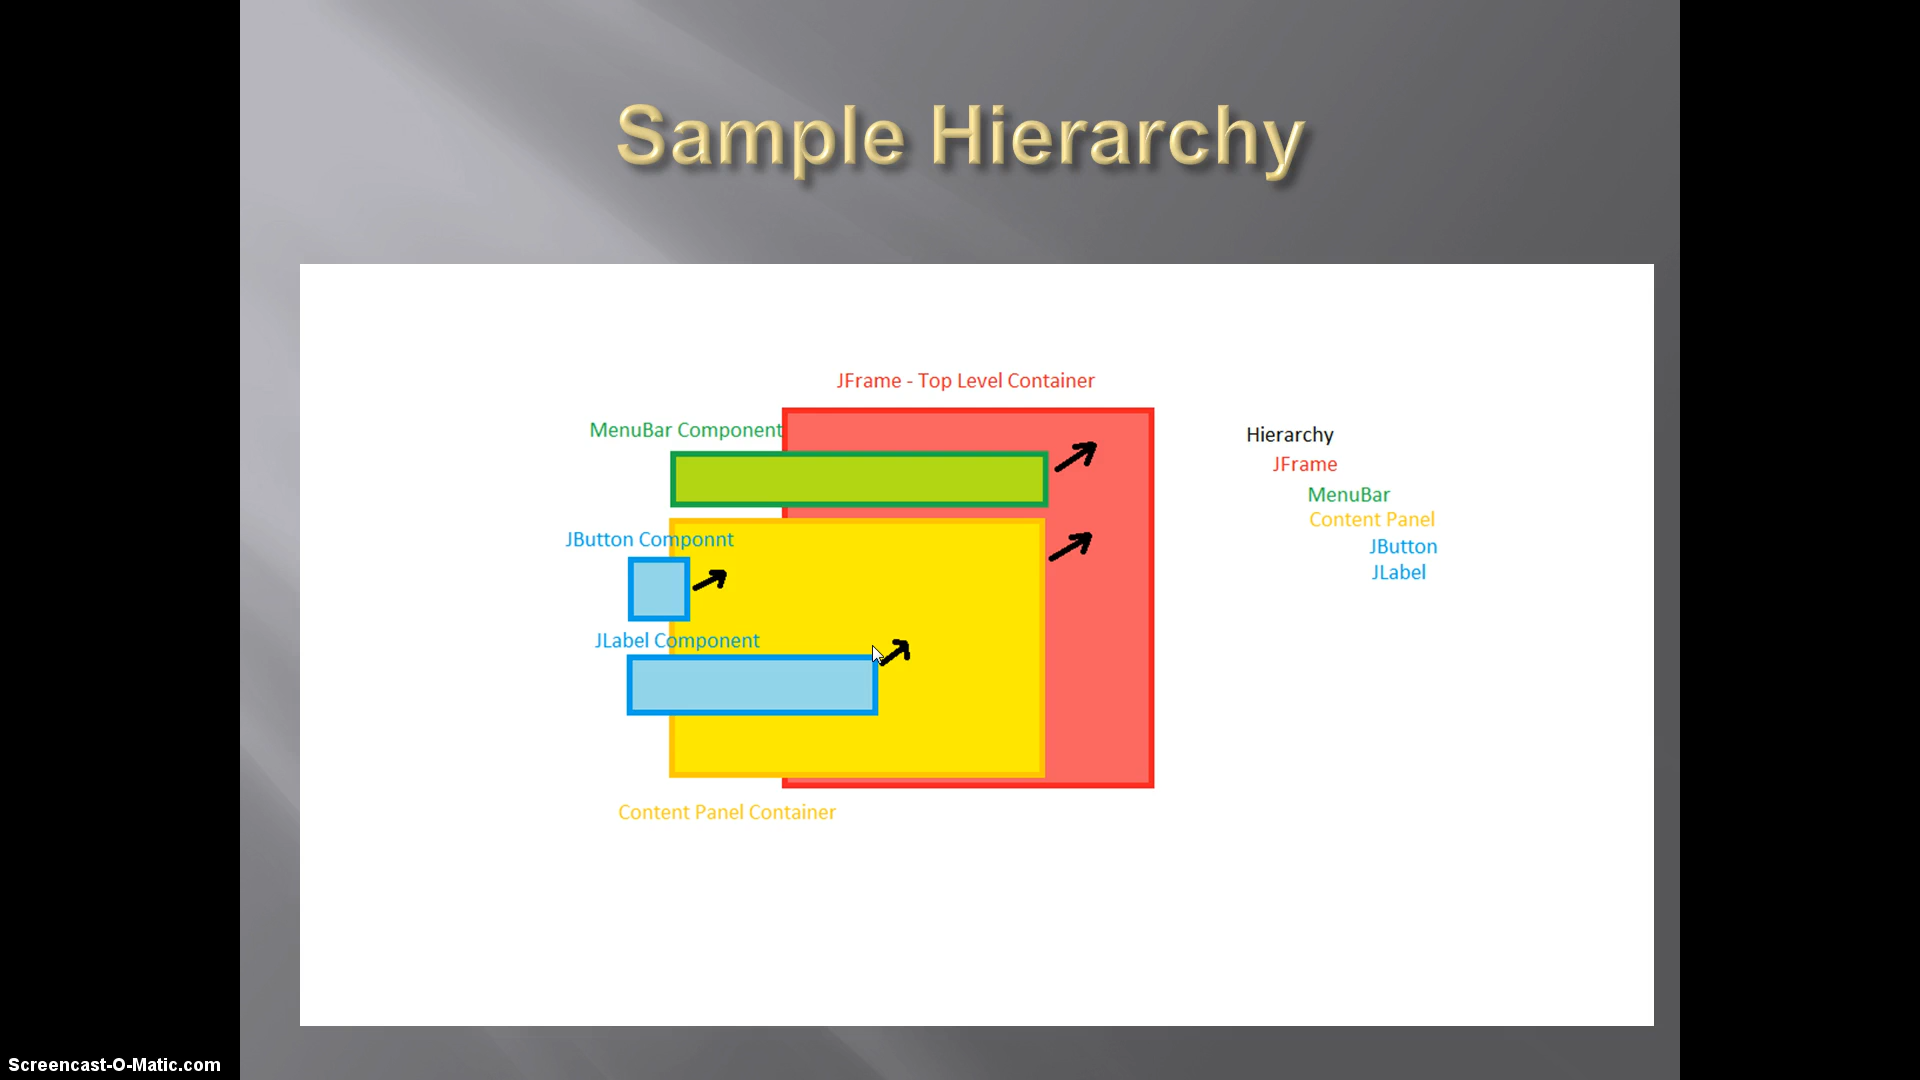 Sample Hierarchy
JFrame - Top Level Container
MenuBar Component
Hierarchy
JFrame
MenuBar
Content Panel
JButton
JLabel
JButton Componnt
JLabel Component
Content Panel Container
Screencast-O-Matic.com